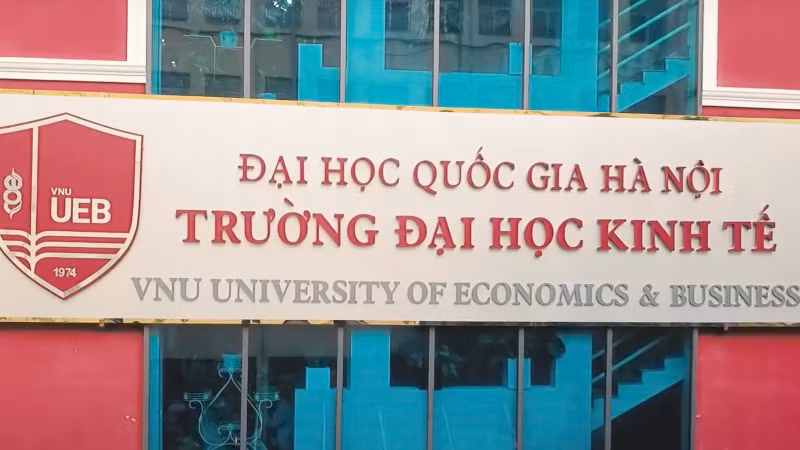 VNU
UEB
1974
ĐẠI HỌC QUỐC GIA HÀ NỘI
TRƯỜNG ĐẠI HỌC KINH TẾ
VNU UNIVERSITY OF ECONOMICS & BUSINESS